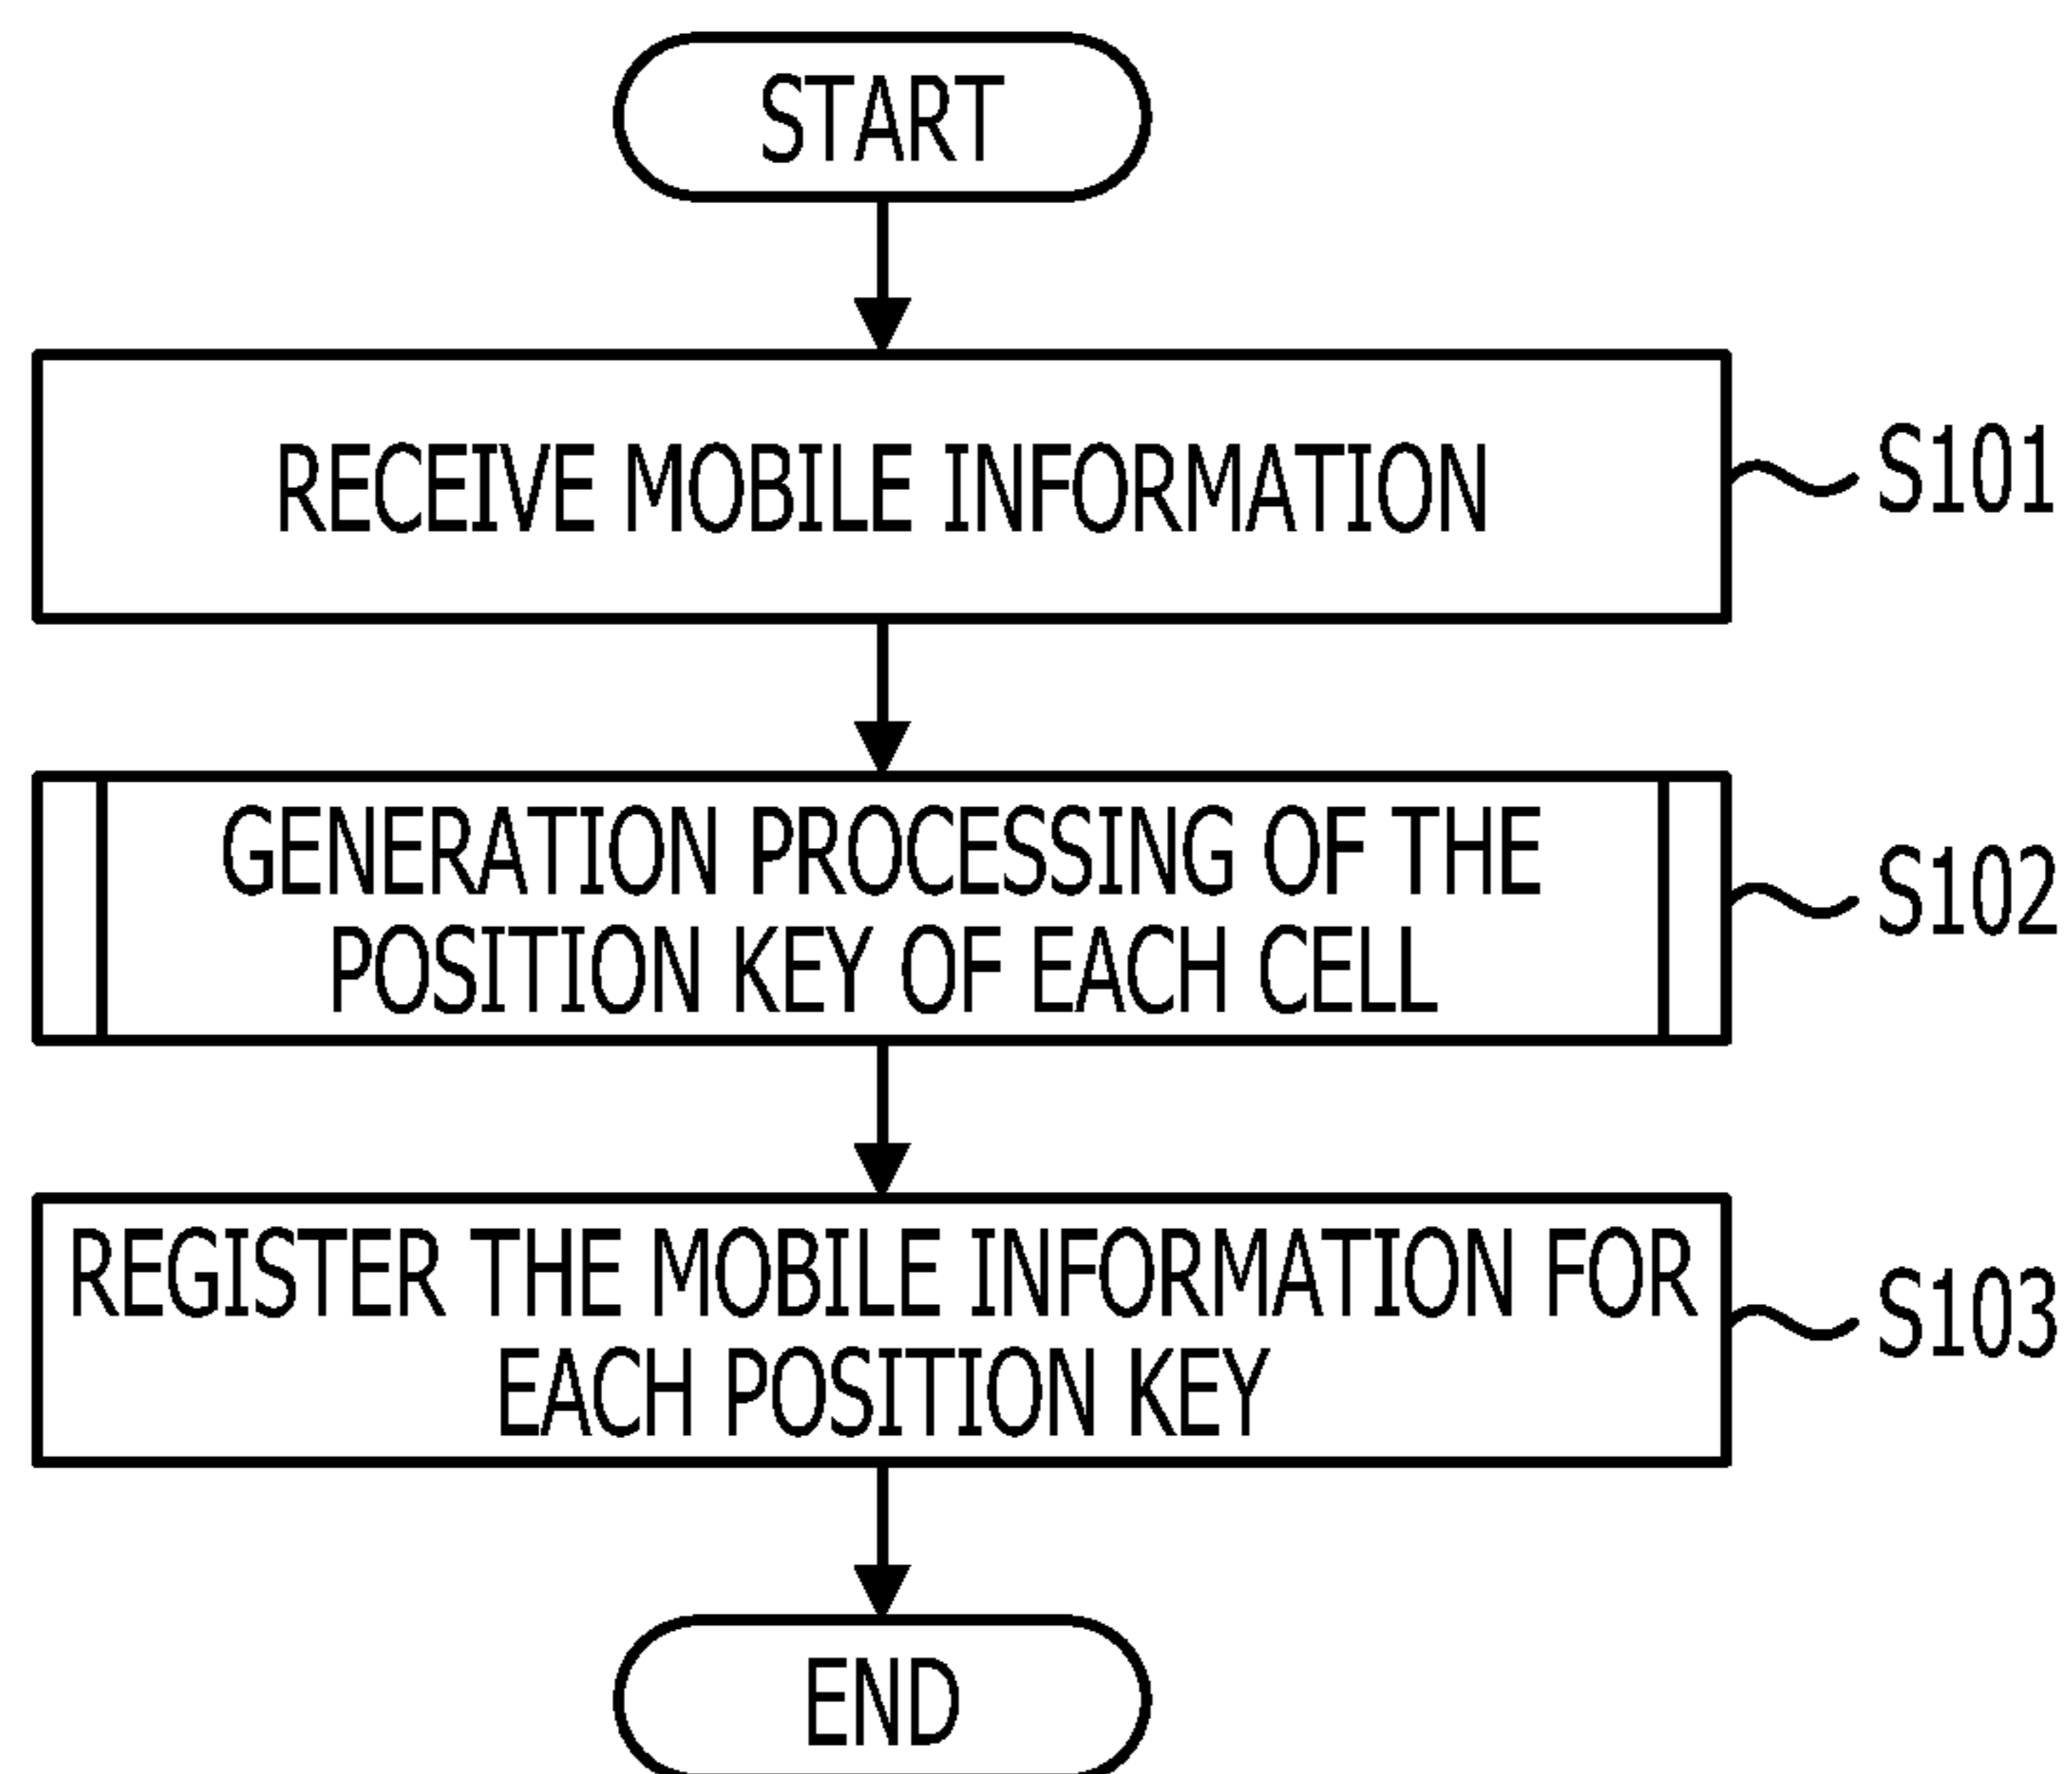 START
RECEIVE MOBILE INFORMATION
S101
GENERATION PROCESSING OF THE
POSITION KEY OF EACH CELL
S102
REGISTER THE MOBILE INFORMATION FOR
EACH POSITION KEY
S103
END